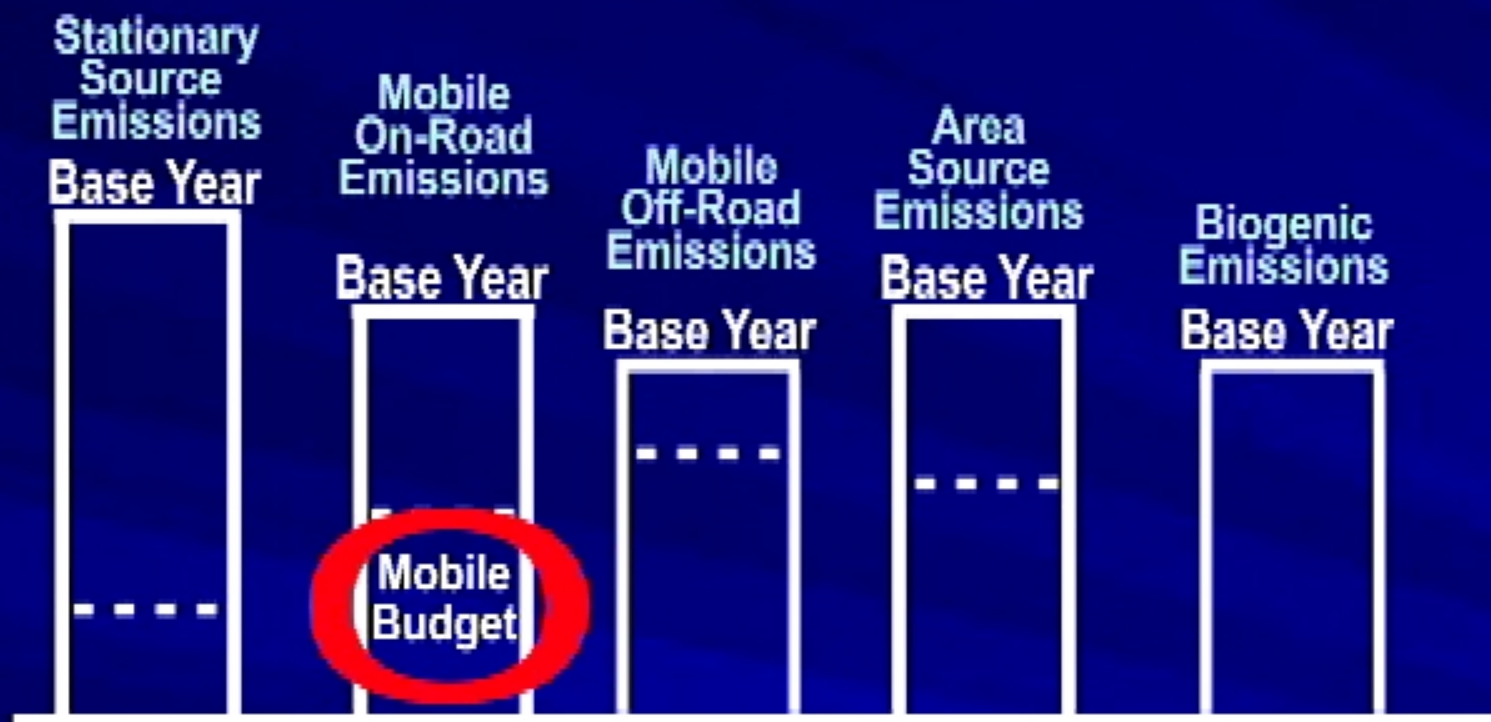 Stationary
Source
Emissions
Base Year
Mobile
On-Road
Emissions
Base Year
Mobile
Budget
Mobile
Off-Road
Emissions
Base Year
Area
Source
Emissions
Base Year
Biogenic
Emissions
Base Year